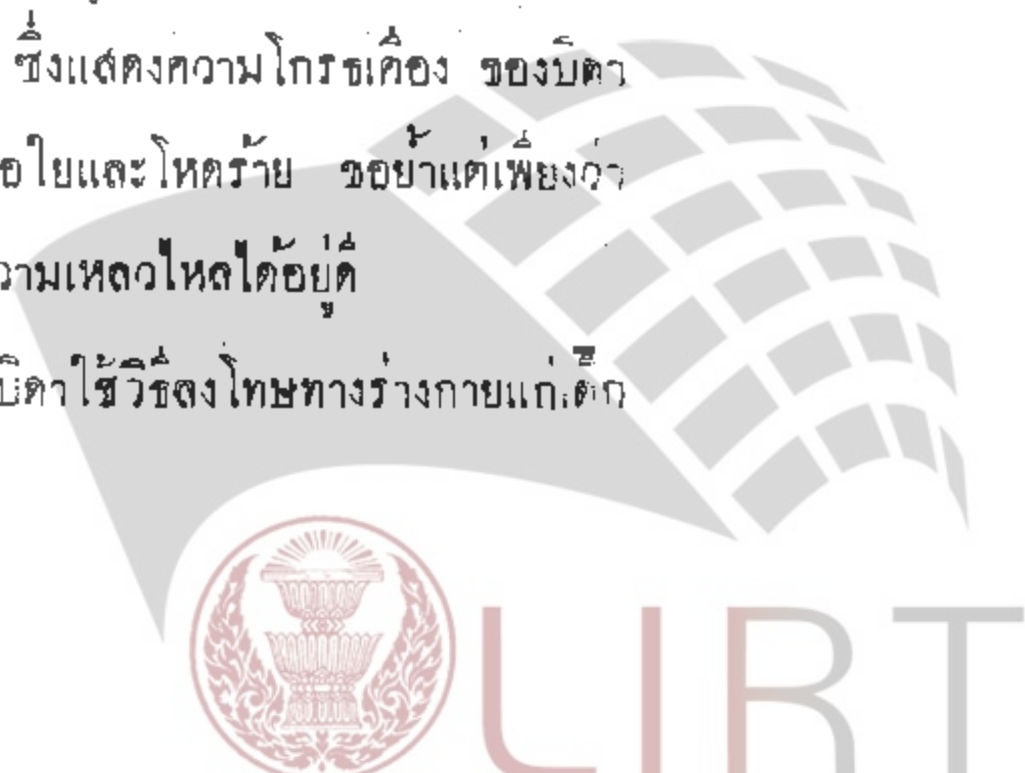 ซึ่งแสดงความโกรธเคือง ของบิดา
อใยและโหดร้าย ขอย้ำแต่เพียงว่า
วามเหลวไหลได้อยู่ดี
บิดาใช้วิธีลงโทษทางร่างกายแก่เด็ก
LIRT